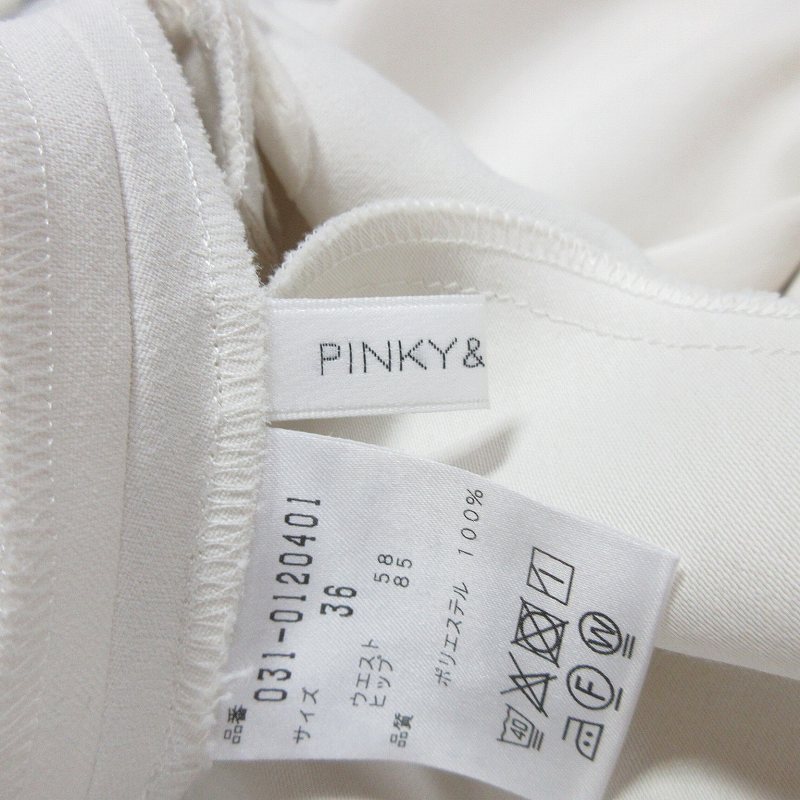 PINKY&
品番 031-0120401
サイズ 36
ウエスト 58
ヒップ 85
品質 ポリエステル 100%
40
F W